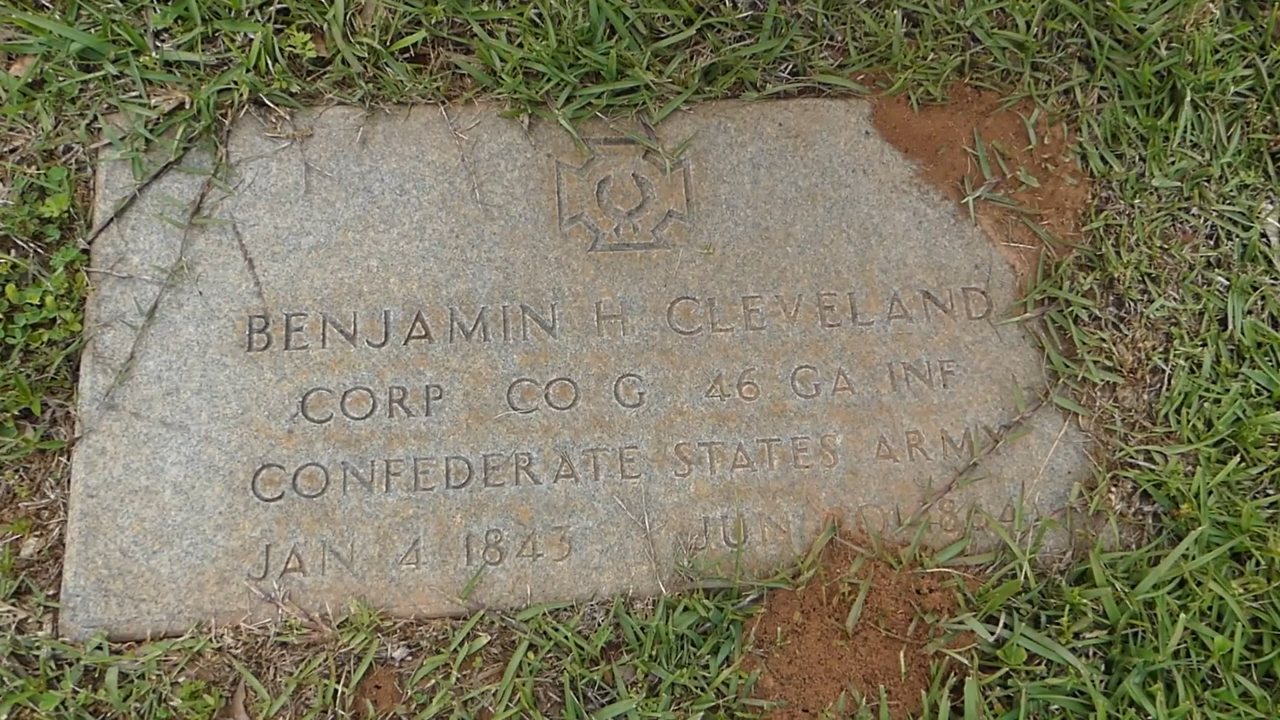 BENJAMIN H CLEVELAND
CORP CO G 46 GA INF
CONFEDERATE STATES ARMY
JAN 4 1843 JUN